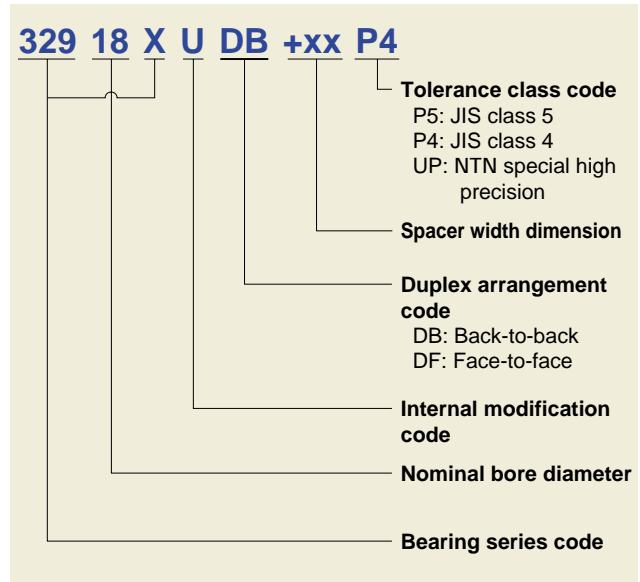 329 18 X U DB +xx P4
Tolerance class code
P5: JIS class 5
P4: JIS class 4
UP: NTN special high
precision
Spacer width dimension
Duplex arrangement
code
DB: Back-to-back
DF: Face-to-face
Internal modification
code
Nominal bore diameter
Bearing series code